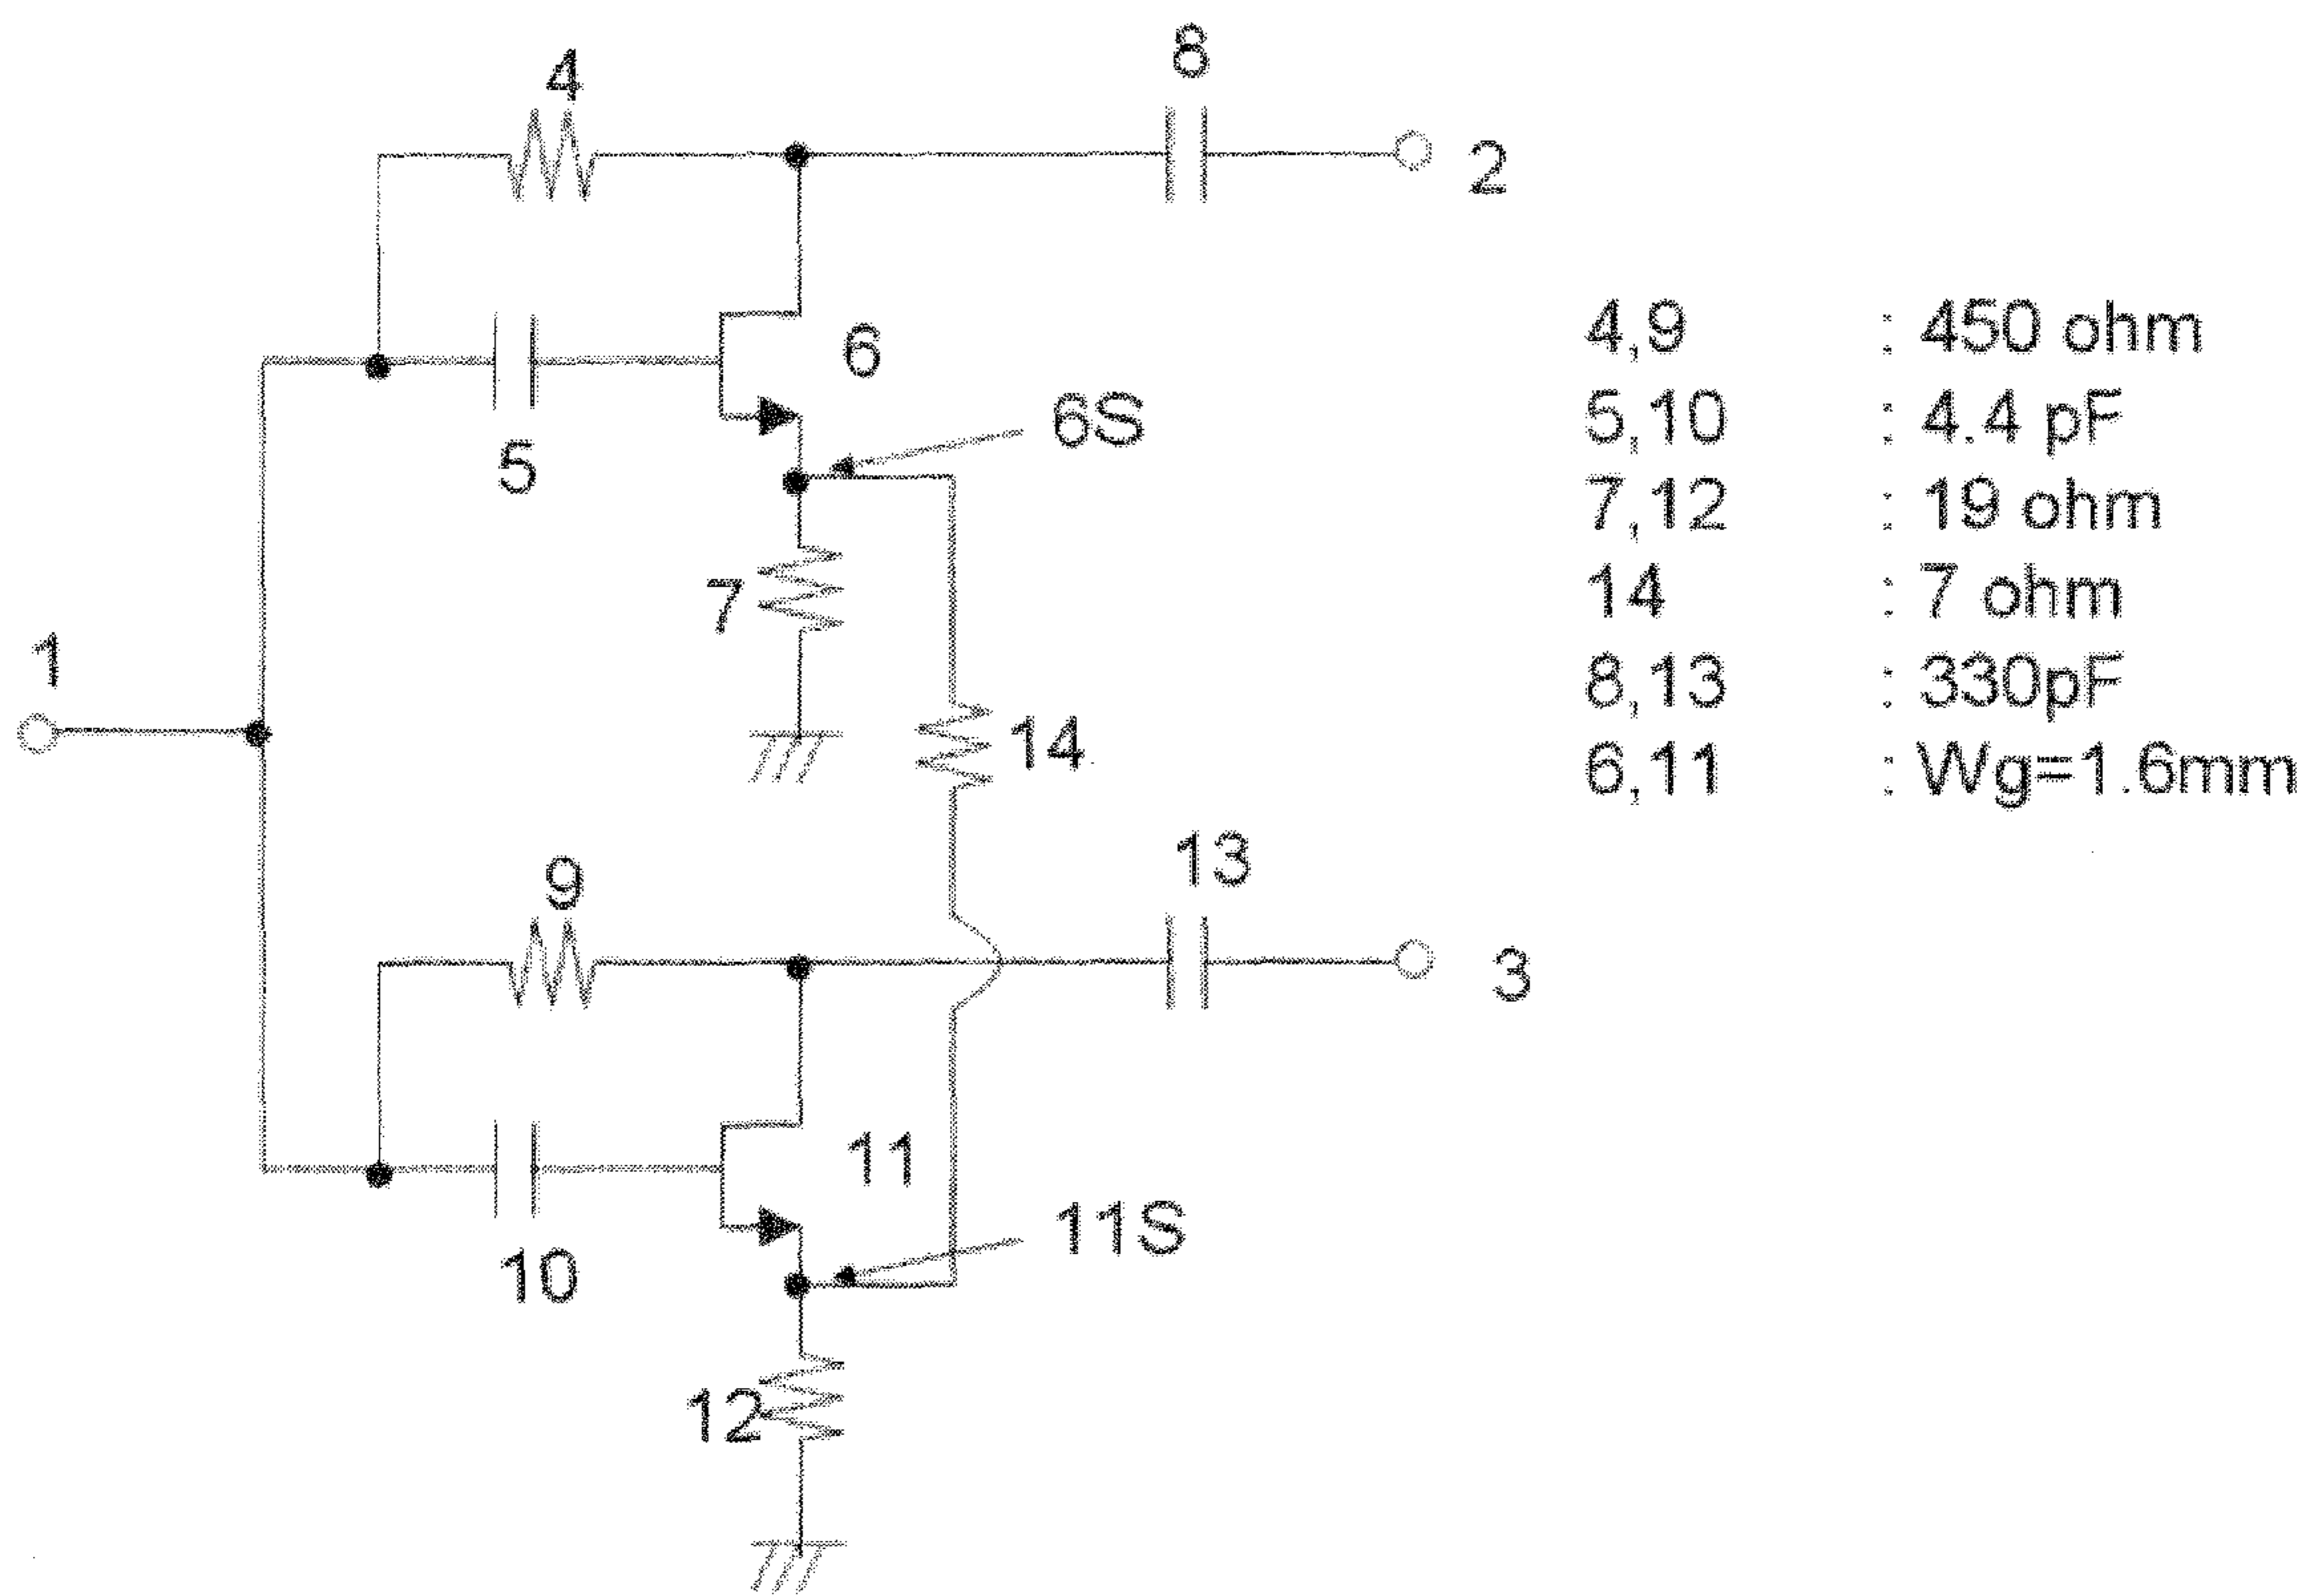 8
4
2
6
6S
5
7
1
14
13
9
3
11
11S
10
12
4,9 : 450 ohm
5,10 : 4.4 pF
7,12 : 19 ohm
14 : 7 ohm
8,13 : 330pF
6,11 : Wg=1.6mm